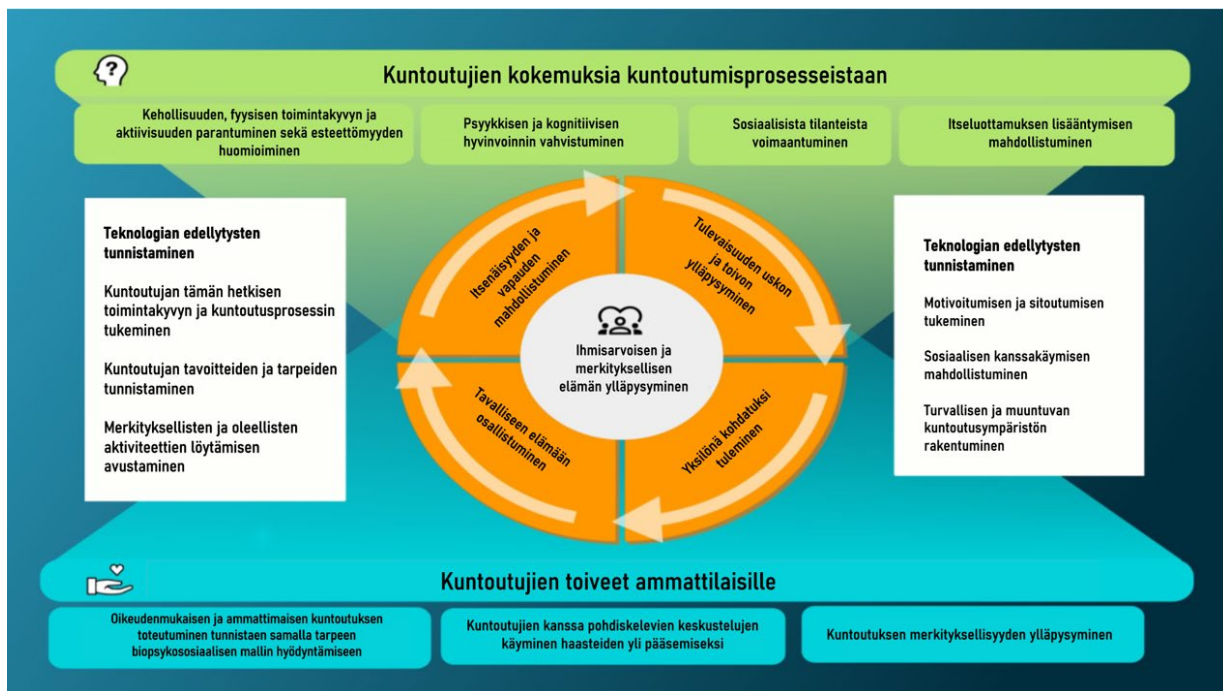 ?
Kuntoutujien kokemuksia kuntoutumisprosesseistaan
Kehollisuuden, fyysisen toimintakyvyn ja
aktiivisuuden parantuminen sekä esteettömyyden
huomioiminen
Psyykkisen ja kognitiivisen
hyvinvoinnin vahvistuminen
Sosiaalisista tilanteista
voimaantuminen
Itseluottamuksen lisääntymisen
mahdollistuminen
Teknologian edellytysten
tunnistaminen
Kuntoutujan tämän hetkisen
toimintakyvyn ja kuntoutusprosessin
tukeminen
Kuntoutujan tavoitteiden ja tarpeiden
tunnistaminen
Merkityksellisten ja oleellisten
aktiviteettien löytämisen
avustaminen
Itsenäisyyden ja
vapauden
mahdollistuminen
Tulevaisuuden uskon
ja toivon
ylläpysyminen
Ihmisarvoisen ja
merkityksellisen
elämän ylläpysyminen
Tavalliseen elämään
osallistuminen
Yksilönä kohdatuksi
tuleminen
Teknologian edellytysten
tunnistaminen
Motivoitumisen ja sitoutumisen
tukeminen
Sosiaalisen kanssakäymisen
mahdollistuminen
Turvallisen ja muuntuvan
kuntoutusympäristön
rakentuminen
Kuntoutujien toiveet ammattilaisille
Oikeudenmukaisen ja ammattimaisen kuntoutuksen
toteutuminen tunnistaen samalla tarpeen
biopsykososiaalisen mallin hyödyntämiseen
Kuntoutujien kanssa pohdiskelevien keskustelujen
käyminen haasteiden yli pääsemiseksi
Kuntoutuksen merkityksellisyyden ylläpysyminen